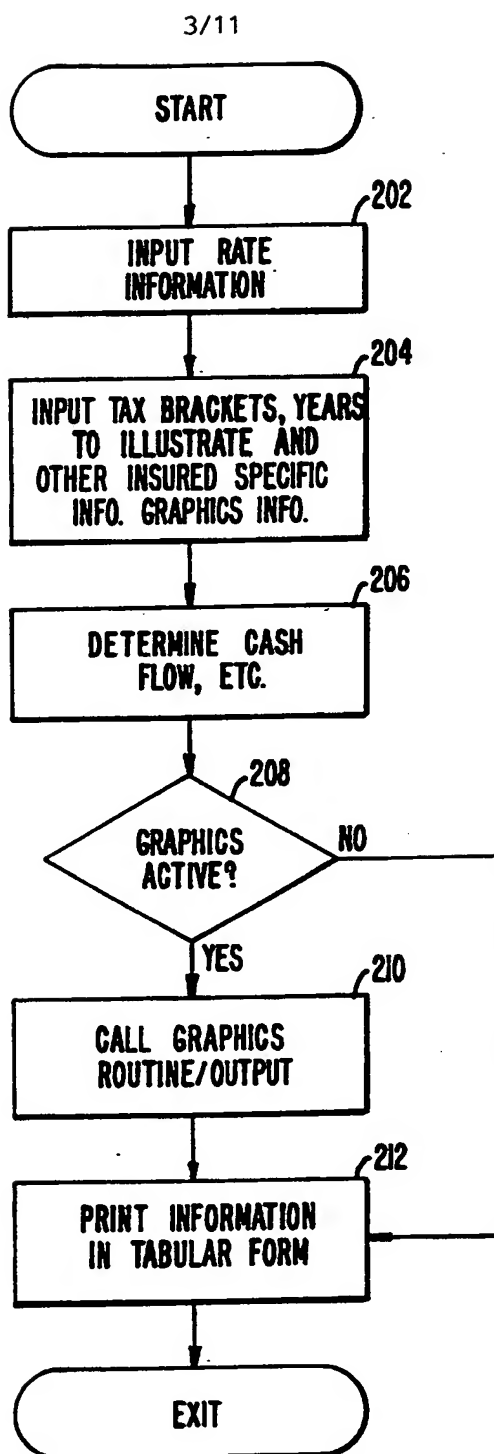 3/11
START
202
INPUT RATE
INFORMATION
204
INPUT TAX BRACKETS, YEARS
TO ILLUSTRATE AND
OTHER INSURED SPECIFIC
INFO. GRAPHICS INFO.
206
DETERMINE CASH
FLOW, ETC.
208
GRAPHICS
ACTIVE?
NO
YES
210
CALL GRAPHICS
ROUTINE/OUTPUT
212
PRINT INFORMATION
IN TABULAR FORM
EXIT